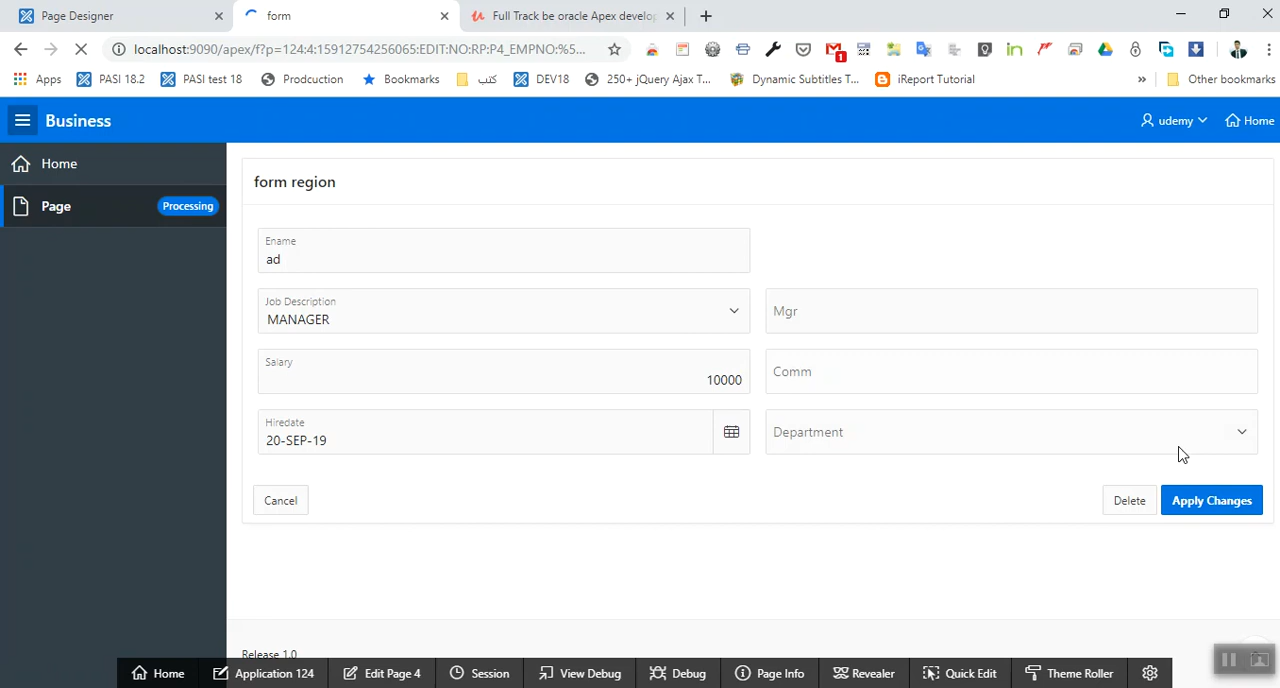 Page Designer
form
Full Track be oracle Apex develop
localhost:9090/apex/f?p=124:4:15912754256065:EDIT:NO:RP:P4_EMPNO:%5...
1
Apps
PASI 18.2
PASI test 18
Prodcuction
Bookmarks
كتب
DEV18
250+ jQuery Ajax T...
Dynamic Subtitles T...
iReport Tutorial
»
Other bookmarks
Business
udemy
Home
Home
Page
Processing
form region
Ename
ad
Job Description
MANAGER
Mgr
Salary
10000
Comm
Hiredate
20-SEP-19
Department
Cancel
Delete
Apply Changes
Release 1.0
Home
Application 124
Edit Page 4
Session
View Debug
Debug
Page Info
Revealer
Quick Edit
Theme Roller